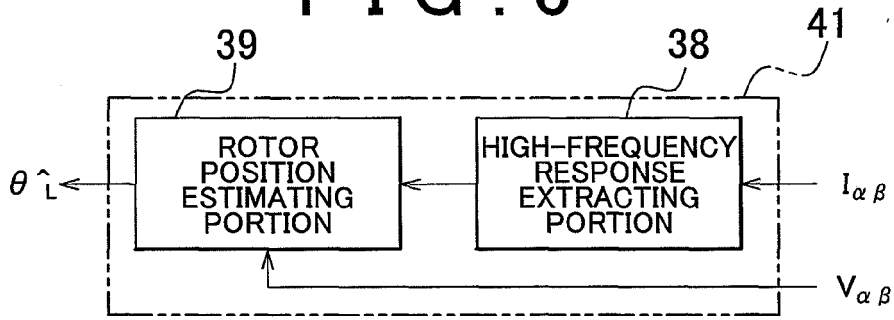 39
38
41
ROTOR
POSITION
ESTIMATING
PORTION
HIGH-FREQUENCY
RESPONSE
EXTRACTING
PORTION
θ^L
Iαβ
Vαβ